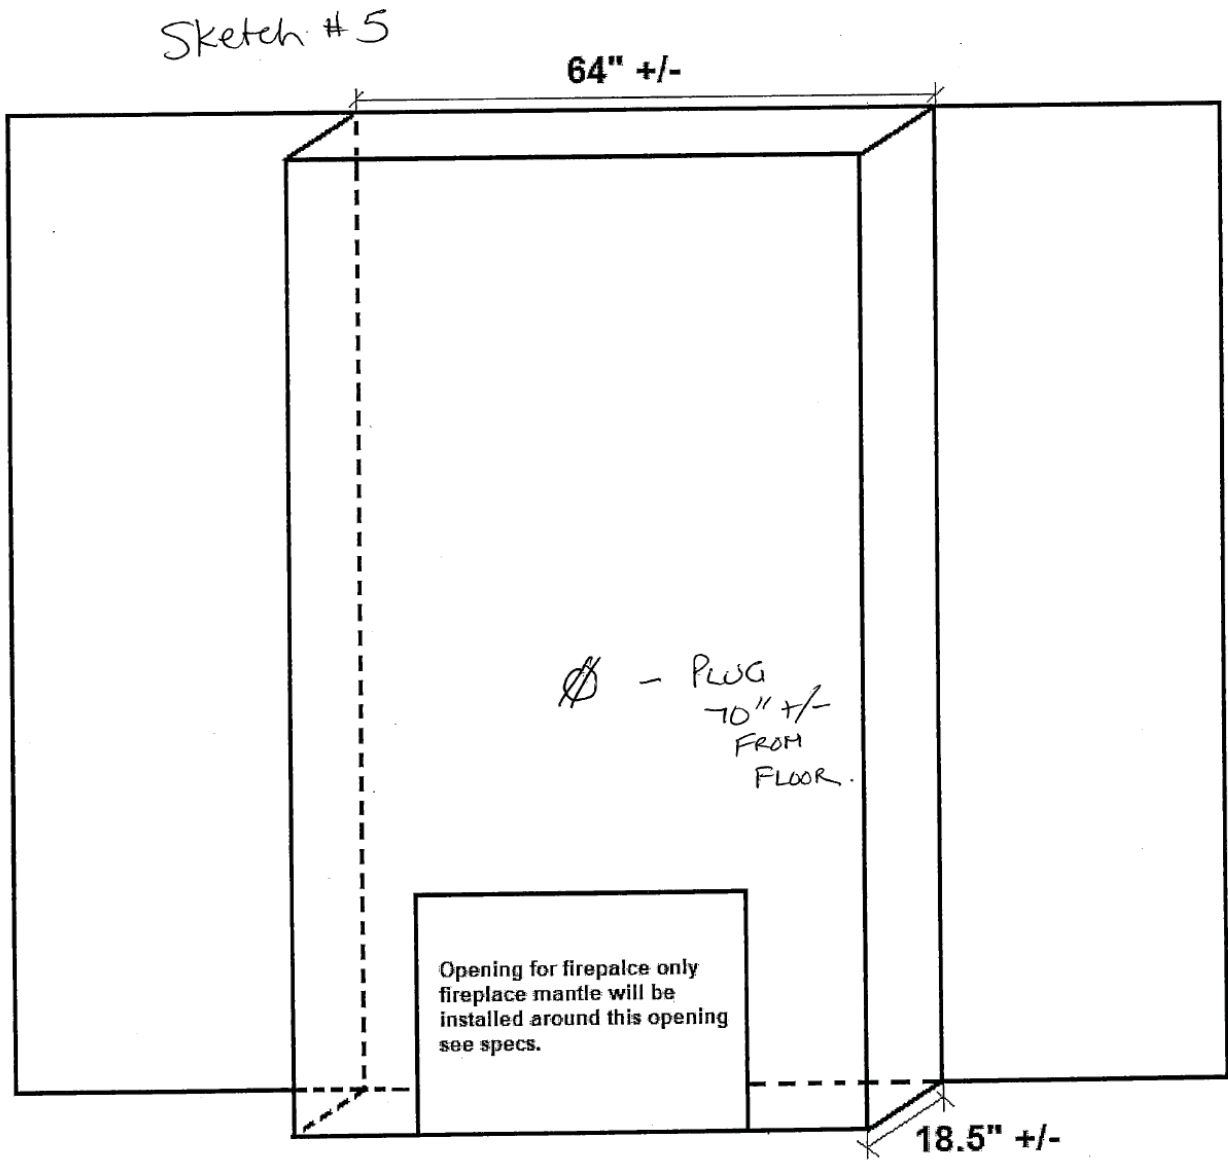 Sketch #5
64" +/-
Ø - PLUG
70" +/-
FROM
FLOOR.
Opening for firepalce only
fireplace mantle will be
installed around this opening
see specs.
18.5" +/-